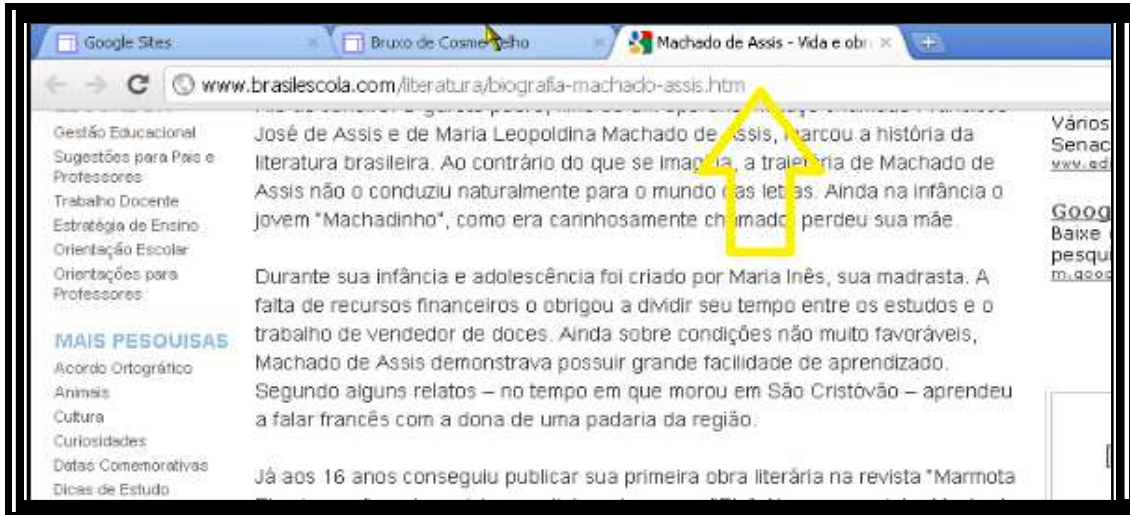 Google Sites
Bruxo de Cosme Velho
Machado de Assis - Vida e obr
www.brasilescola.com/literatura/biografia-machado-assis.htm
Gestão Educacional
Sugestões para Pais e
Professores
Trabalho Docente
Estratégia de Ensino
Orientação Escolar
Orientações para
Professores
MAIS PESQUISAS
Acordo Ortográfico
Animais
Cultura
Curiosidades
Datas Comemorativas
Dicas de Estudo
José de Assis e de Maria Leopoldina Machado de Assis, marcou a história da
literatura brasileira. Ao contrário do que se imagina, a trajetória de Machado de
Assis não o conduziu naturalmente para o mundo das letras. Ainda na infância o
jovem "Machadinho", como era carinhosamente chamado, perdeu sua mãe.
Durante sua infância e adolescência foi criado por Maria Inês, sua madrasta. A
falta de recursos financeiros o obrigou a dividir seu tempo entre os estudos e o
trabalho de vendedor de doces. Ainda sobre condições não muito favoráveis,
Machado de Assis demonstrava possuir grande facilidade de aprendizado.
Segundo alguns relatos – no tempo em que morou em São Cristóvão – aprendeu
a falar francês com a dona de uma padaria da região.
Já aos 16 anos conseguiu publicar sua primeira obra literária na revista "Marmota
Vários
Senac
www.adi
Goog
Baixe
pesqui
m.goog